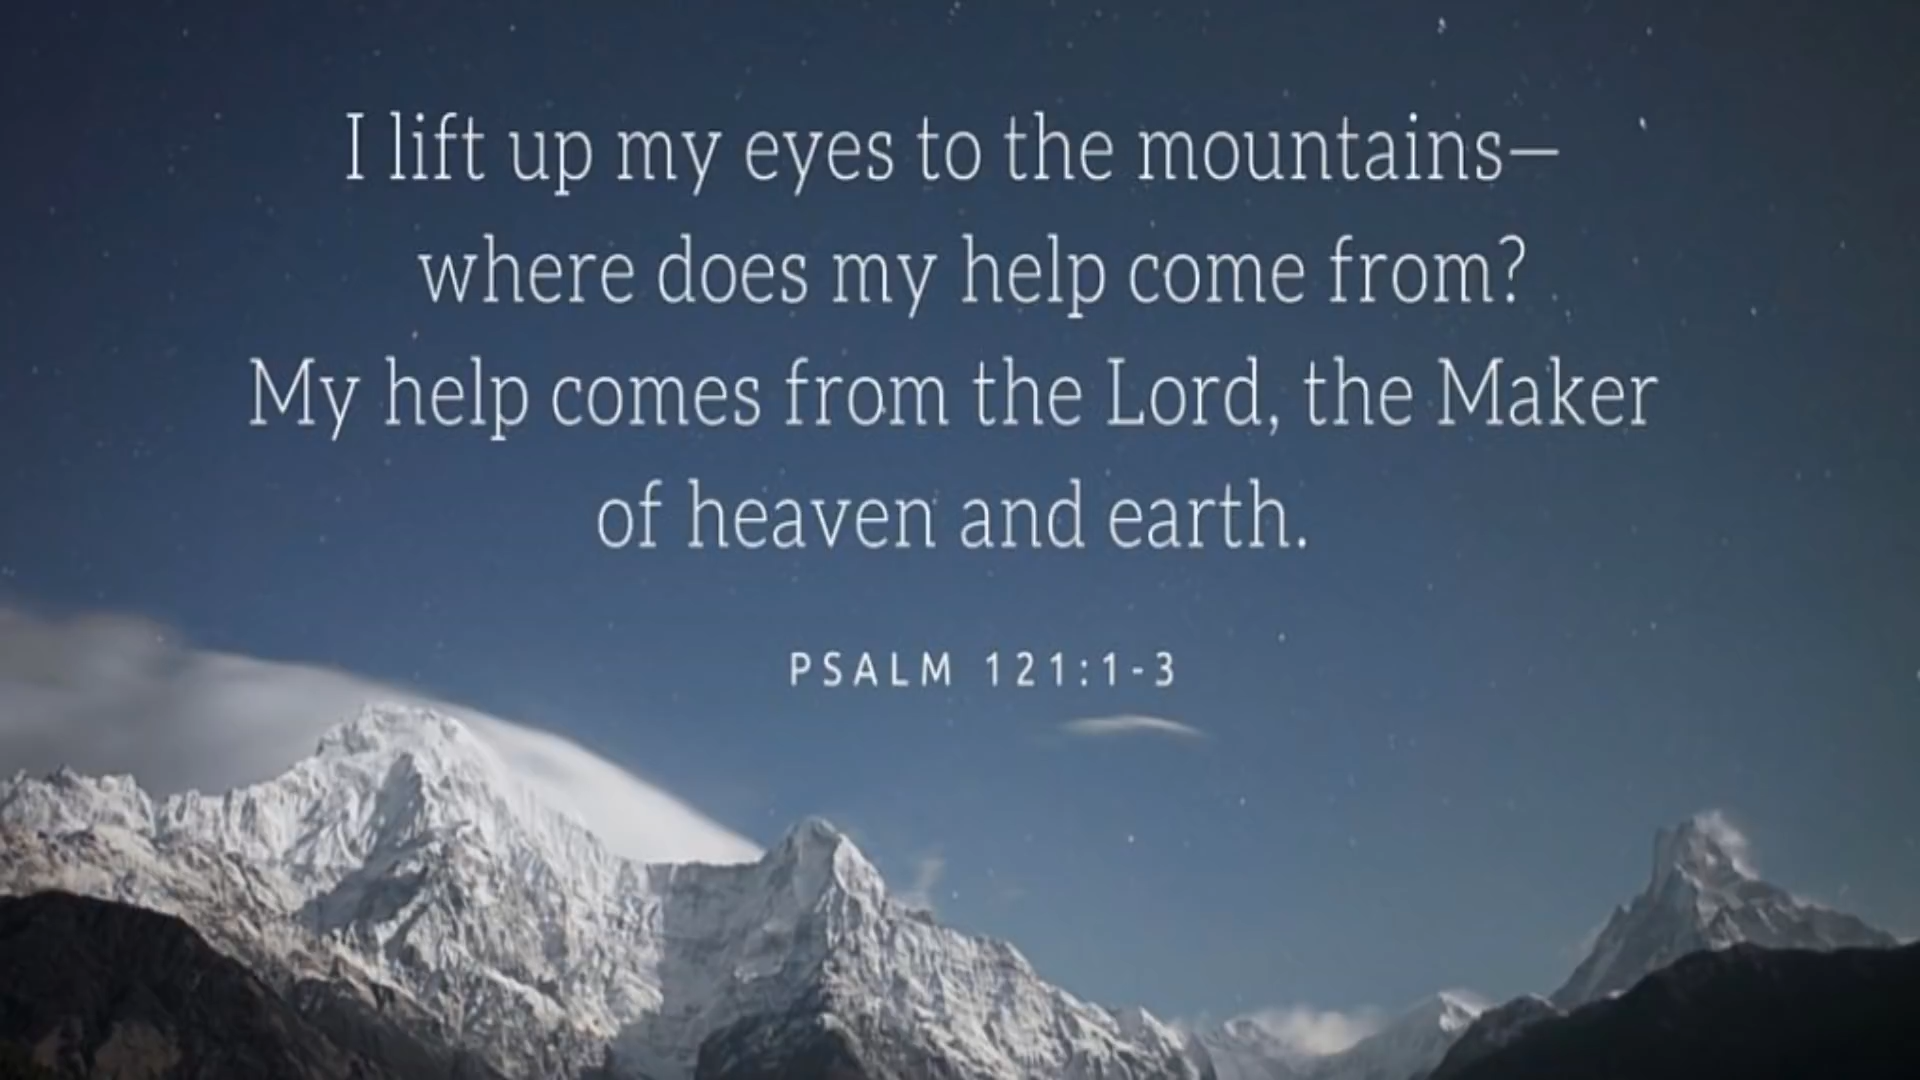 I lift up my eyes to the mountains—
where does my help come from?
My help comes from the Lord, the Maker
of heaven and earth.
PSALM 121:1-3